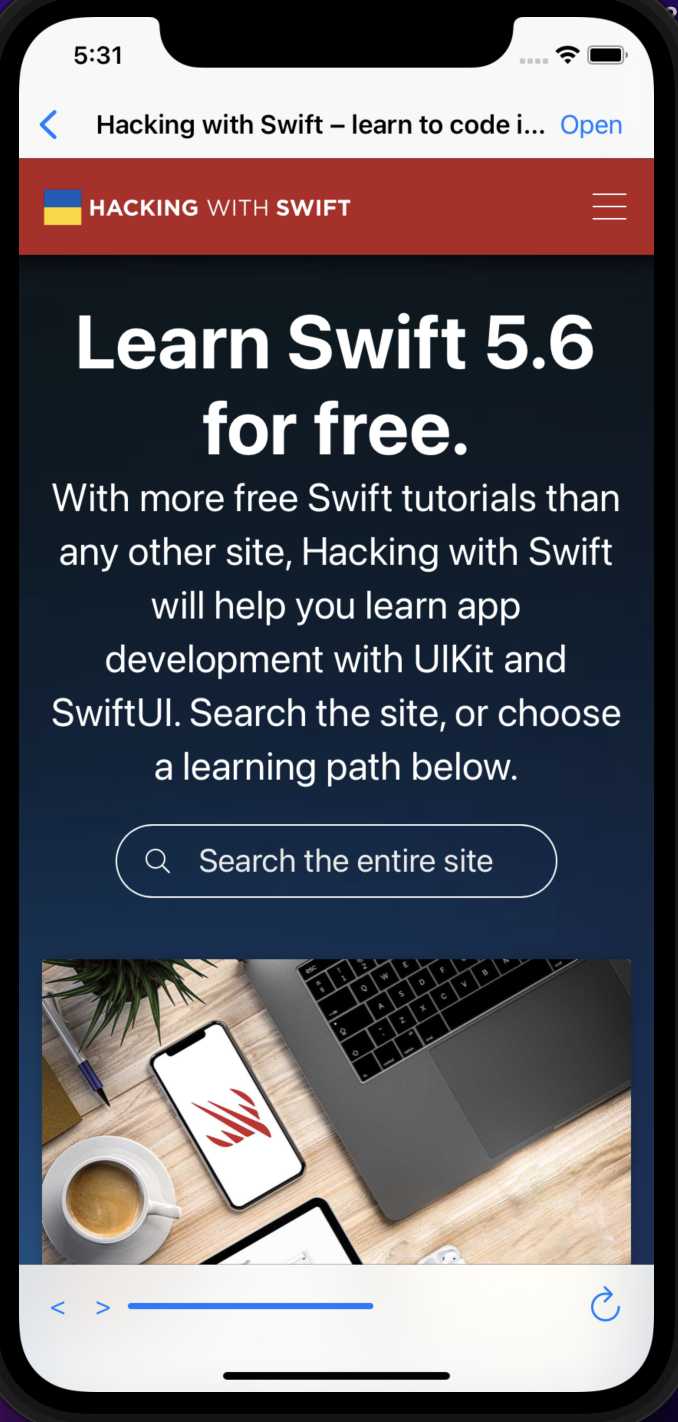 5:31
Hacking with Swift – learn to code i...
Open
HACKING WITH SWIFT
Learn Swift 5.6
for free.
With more free Swift tutorials than
any other site, Hacking with Swift
will help you learn app
development with UIKit and
SwiftUI. Search the site, or choose
a learning path below.
Search the entire site
< >